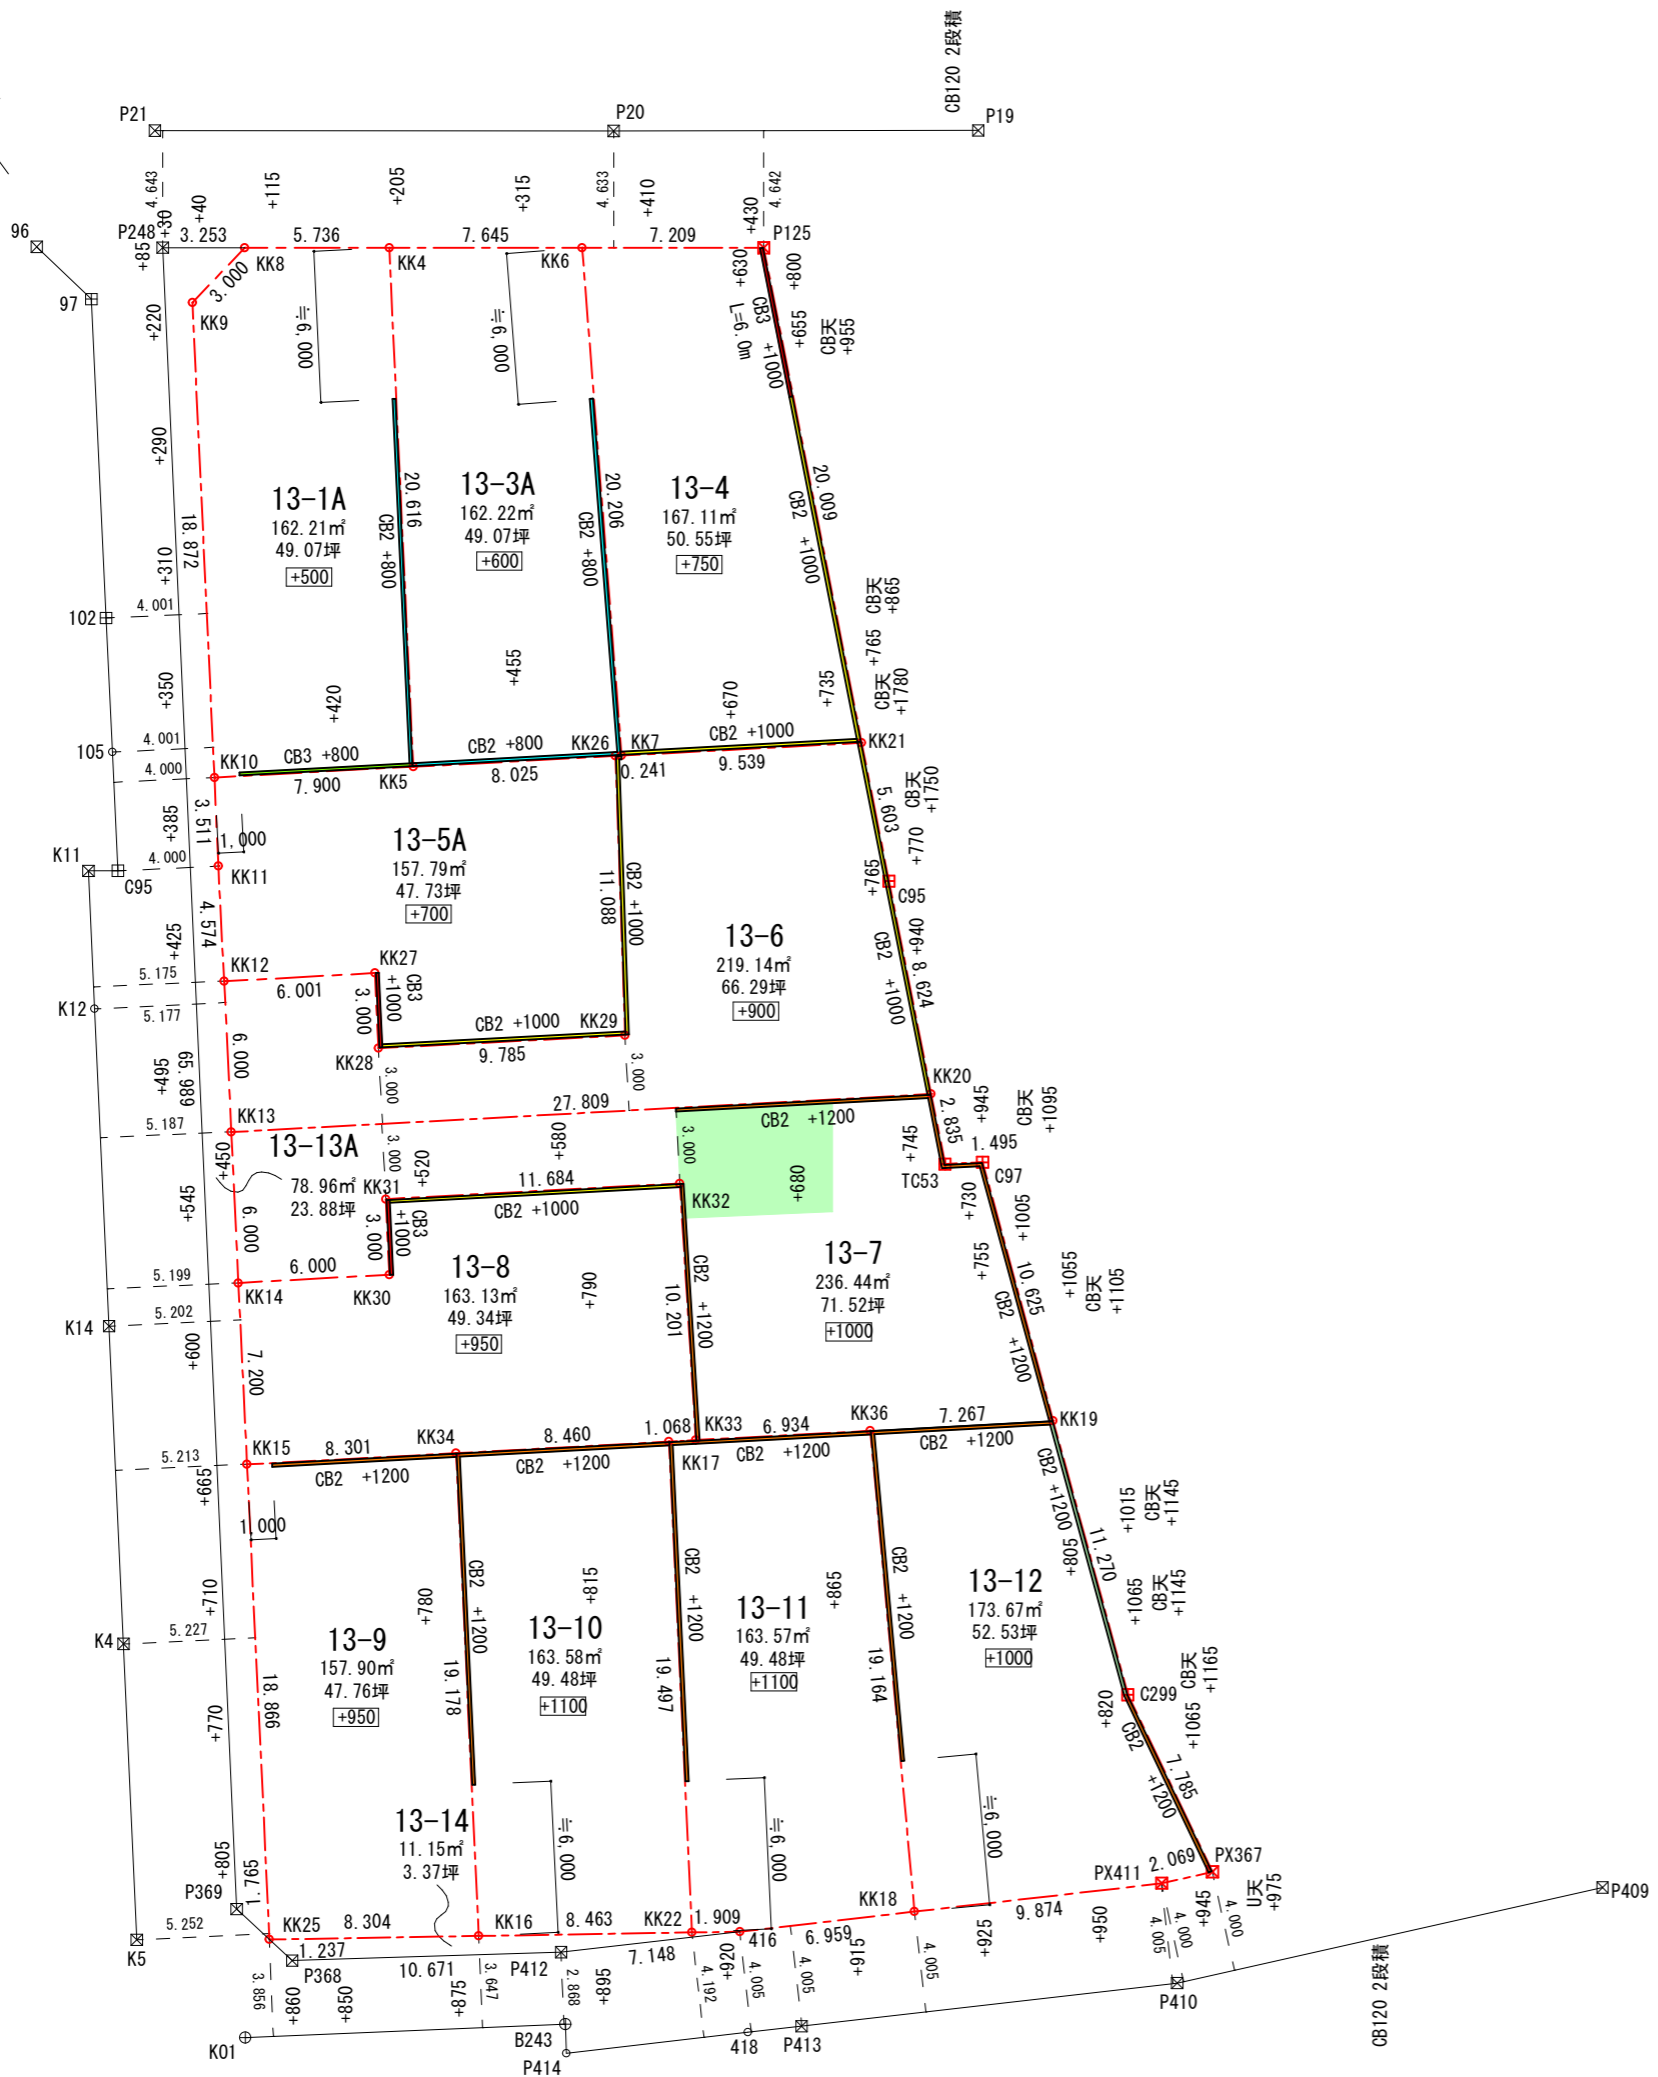 CB120 2段積
P21
P20
P19
4.643
+40
+115
+205
+315
4.633
+410
+430
4.642
96
P248
+85
+30
3.253
5.736
7.645
7.209
P125
KK8
KK4
KK6
97
3.000
KK9
+220
≒6,000
≒6,000
+630
+800
CB3 +1000
L=6.0m
+655
CB天
+955
+290
18.872
13-1A
162.21㎡
49.07坪
+500
CB2 +800
20.616
13-3A
162.22㎡
49.07坪
+600
CB2 +800
20.206
13-4
167.11㎡
50.55坪
+750
20.009
CB2 +1000
+310
102
4.001
CB天
+865
+765
+350
+420
+455
+670
+735
CB天
+1780
105
4.001
4.000
KK10
CB3 +800
7.900
KK5
CB2 +800
8.025
KK26
KK7
0.241
CB2 +1000
9.539
KK21
3.511
+385
1,000
K11
4.000
C95
KK11
13-5A
157.79㎡
47.73坪
+700
11.088
CB2 +1000
5.603
CB天
+1750
+770
+765
C95
4.574
+425
13-6
219.14㎡
66.29坪
+900
+940
8.624
CB2 +1000
KK12
KK27
5.175
6.001
K12
5.177
3.000
CB3
+1000
CB2 +1000
KK29
KK28
9.785
3.000
3.000
6.000
+495
65.989
KK13
27.809
KK20
CB2 +1200
5.187
13-13A
+450
3.000
+520
+580
3.000
+680
+745
2.835
+945
CB天
+1095
1.495
TC53
C97
+730
78.96㎡
23.88坪
KK31
11.684
CB2 +1000
KK32
+545
6.000
3.000
CB3
+1000
+1005
5.199
6.000
KK14
KK30
13-8
163.13㎡
49.34坪
+950
+790
CB2 +1200
10.201
13-7
236.44㎡
71.52坪
+1000
+755
10.625
CB2 +1200
+1055
CB天
+1105
K14
5.202
+600
7.200
KK15
8.301
KK34
8.460
1.068
KK33
6.934
KK36
7.267
KK19
5.213
CB2 +1200
CB2 +1200
KK17
CB2 +1200
CB2 +1200
+665
1,000
CB2 +1200
+805
11.270
+1015
CB天
+1145
+710
+780
CB2 +1200
+815
CB2 +1200
+865
CB2 +1200
+1065
CB天
+1145
K4
5.227
13-9
157.90㎡
47.76坪
+950
18.866
19.178
13-10
163.58㎡
49.48坪
+1100
19.497
13-11
163.57㎡
49.48坪
+1100
19.164
13-12
173.67㎡
52.53坪
+1000
C299
+820
CB2 +1200
7.785
+1065
CB天
+1165
+770
13-14
11.15㎡
3.37坪
≒6,000
≒6,000
≒6,000
P369
+805
1.765
KK18
PX411
2.069
PX367
U天
+975
P409
K5
5.252
KK25
8.304
KK16
8.463
KK22
1.909
416
6.959
9.874
4.005
4.000
+945
4.000
1.237
P368
10.671
P412
7.148
+920
4.005
4.005
+915
4.005
+925
+950
3.856
+860
+850
+875
3.647
2.868
+865
4.192
K01
B243
P414
418
P413
P410
CB120 2段積